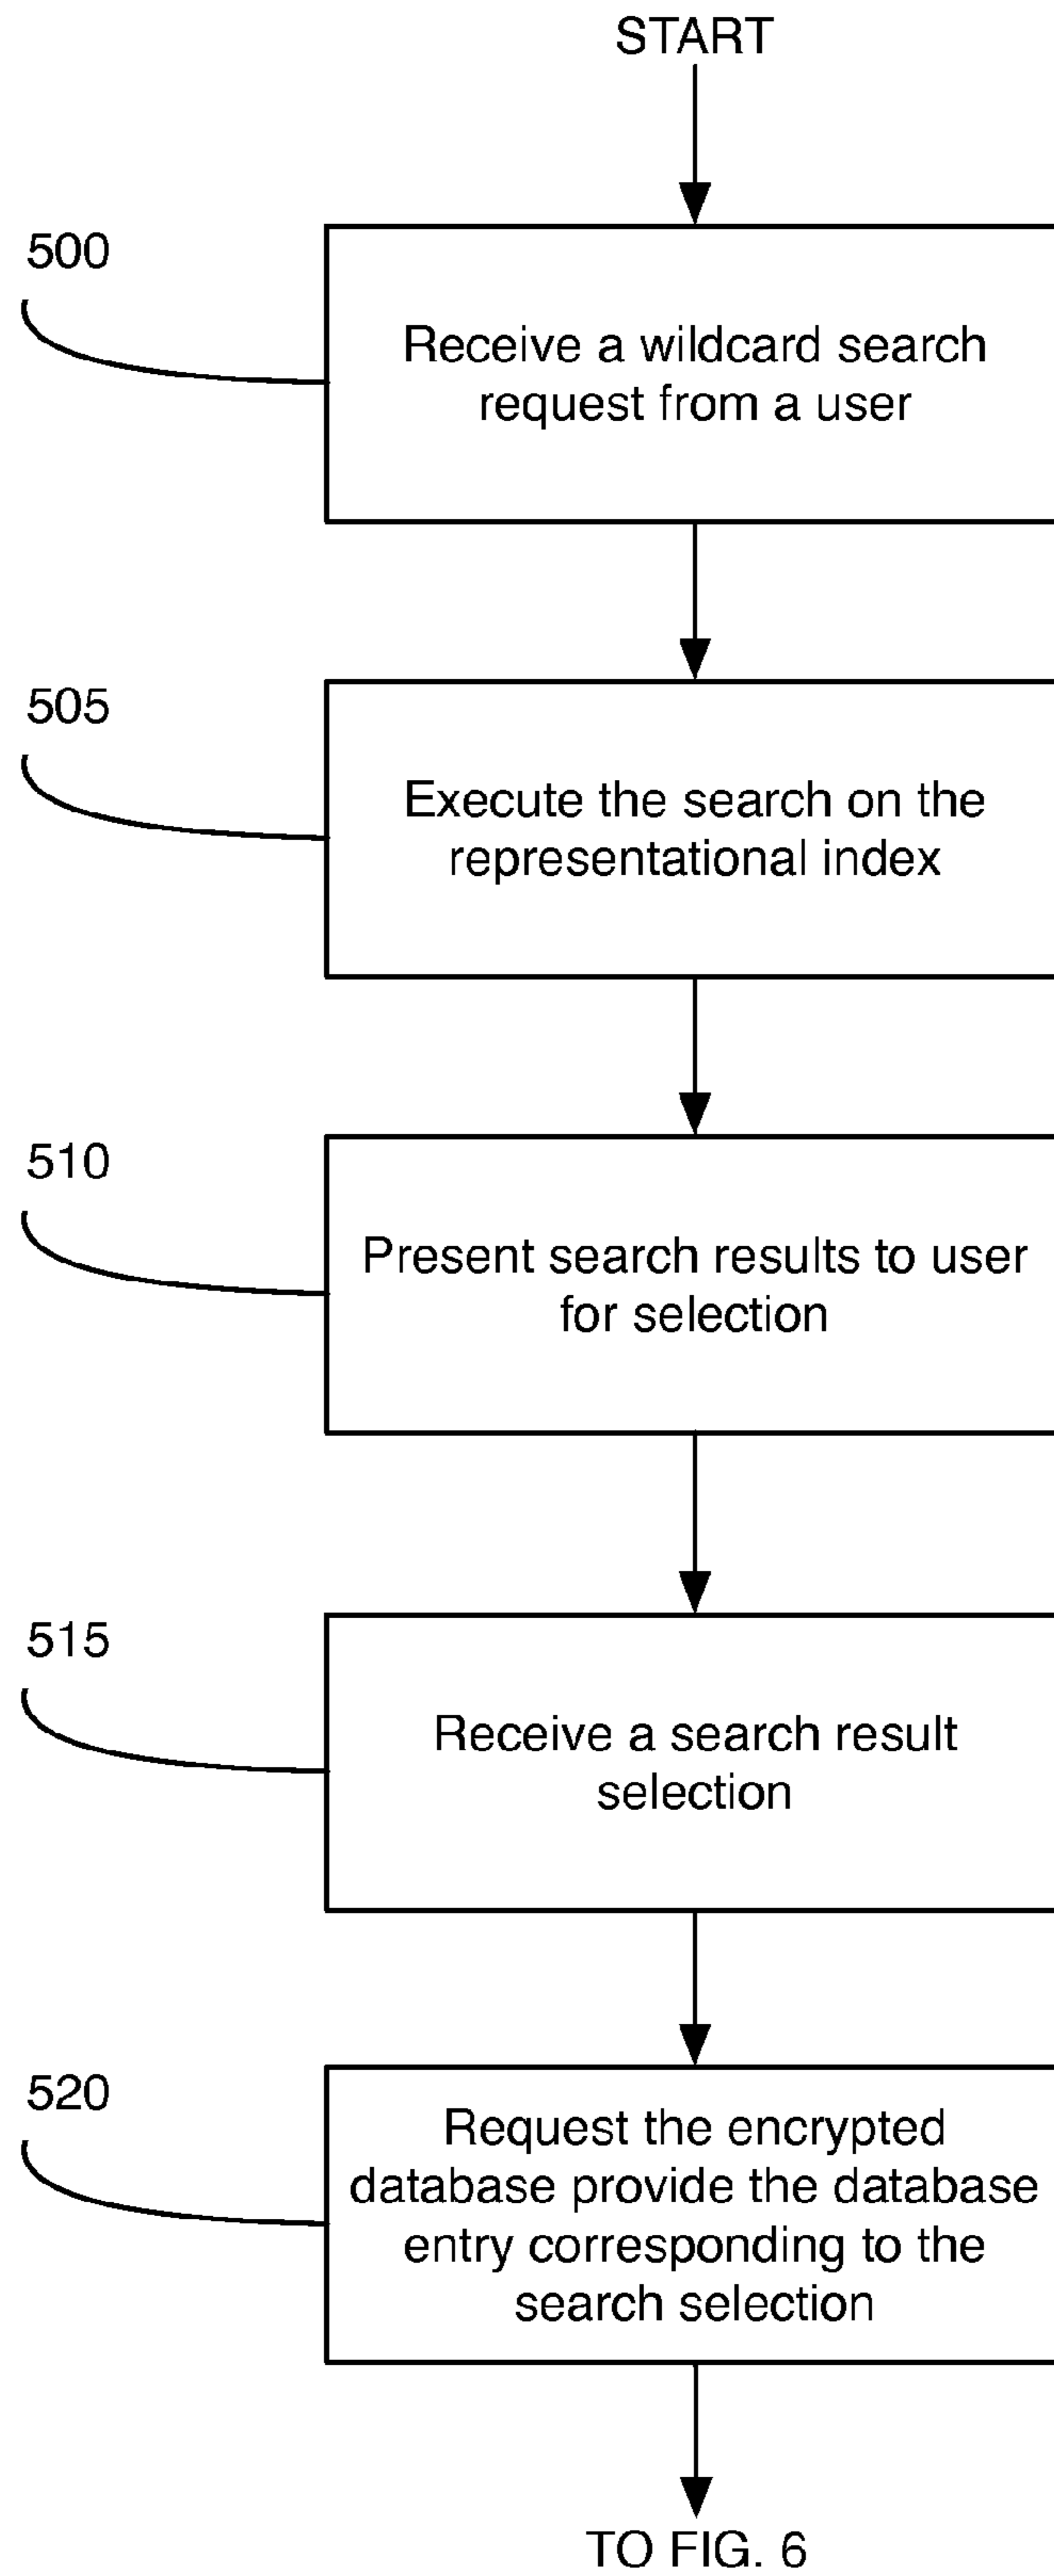 START
500
Receive a wildcard search
request from a user
505
Execute the search on the
representational index
510
Present search results to user
for selection
515
Receive a search result
selection
520
Request the encrypted
database provide the database
entry corresponding to the
search selection
TO FIG. 6